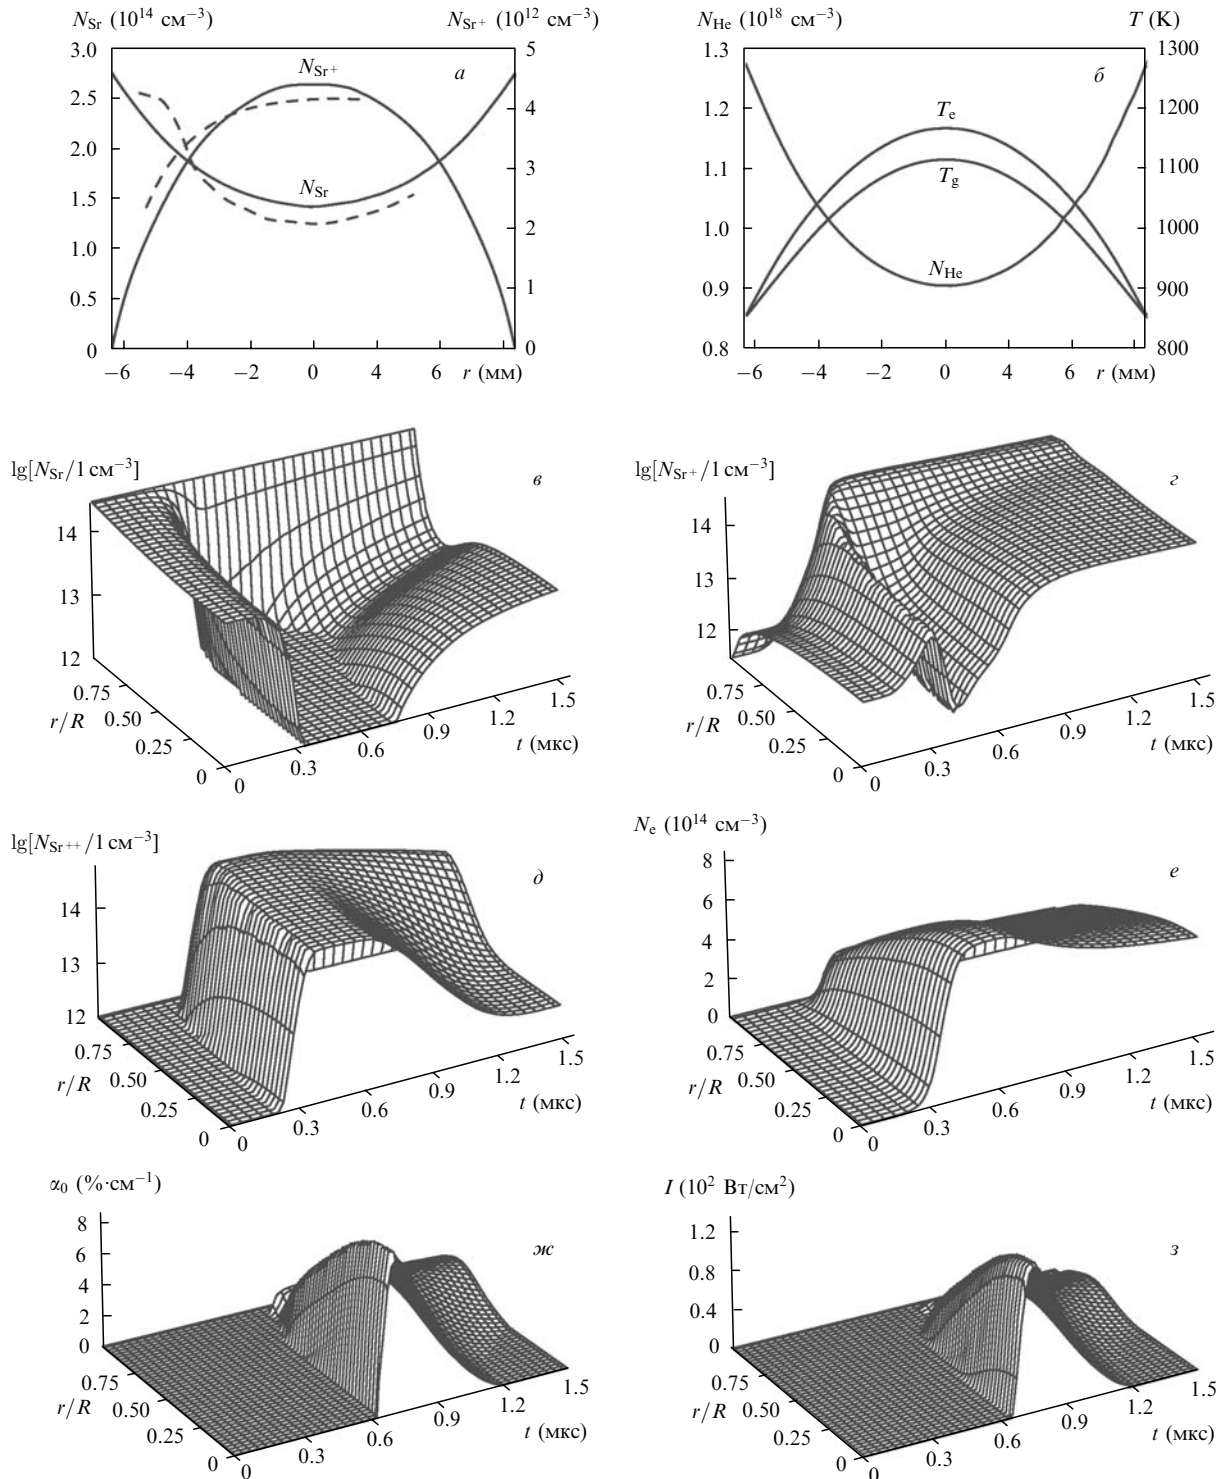 N_Sr (10^14 см^−3)
N_Sr+ (10^12 см^−3)
3.0
2.5
2.0
1.5
1.0
0.5
0
5
4
3
2
1
0
N_Sr+
N_Sr
а
−6 −4 −2 0 4 6 r (мм)
N_He (10^18 см^−3)
T (К)
1.3
1.2
1.1
1.0
0.9
0.8
1300
1200
1100
1000
900
800
T_e
T_g
N_He
б
−6 −4 −2 0 4 6 r (мм)
lg[N_Sr/1 см^−3]
в
14
13
12
0.75
0.50
0.25
0
r/R
0
0.3
0.6
0.9
1.2
1.5
t (мкс)
lg[N_Sr+/1 см^−3]
г
14
13
12
0.75
0.50
0.25
0
r/R
0
0.3
0.6
0.9
1.2
1.5
t (мкс)
lg[N_Sr++/1 см^−3]
д
14
13
12
0.75
0.50
0.25
0
r/R
0
0.3
0.6
0.9
1.2
1.5
t (мкс)
N_e (10^14 см^−3)
е
8
6
4
2
0
0.75
0.50
0.25
0
r/R
0
0.3
0.6
0.9
1.2
1.5
t (мкс)
α_0 (%·см^−1)
ж
8
6
4
2
0
0.75
0.50
0.25
0
r/R
0
0.3
0.6
0.9
1.2
1.5
t (мкс)
I (10^2 Вт/см^2)
з
1.2
0.8
0.4
0
0.75
0.50
0.25
0
r/R
0
0.3
0.6
0.9
1.2
1.5
t (мкс)